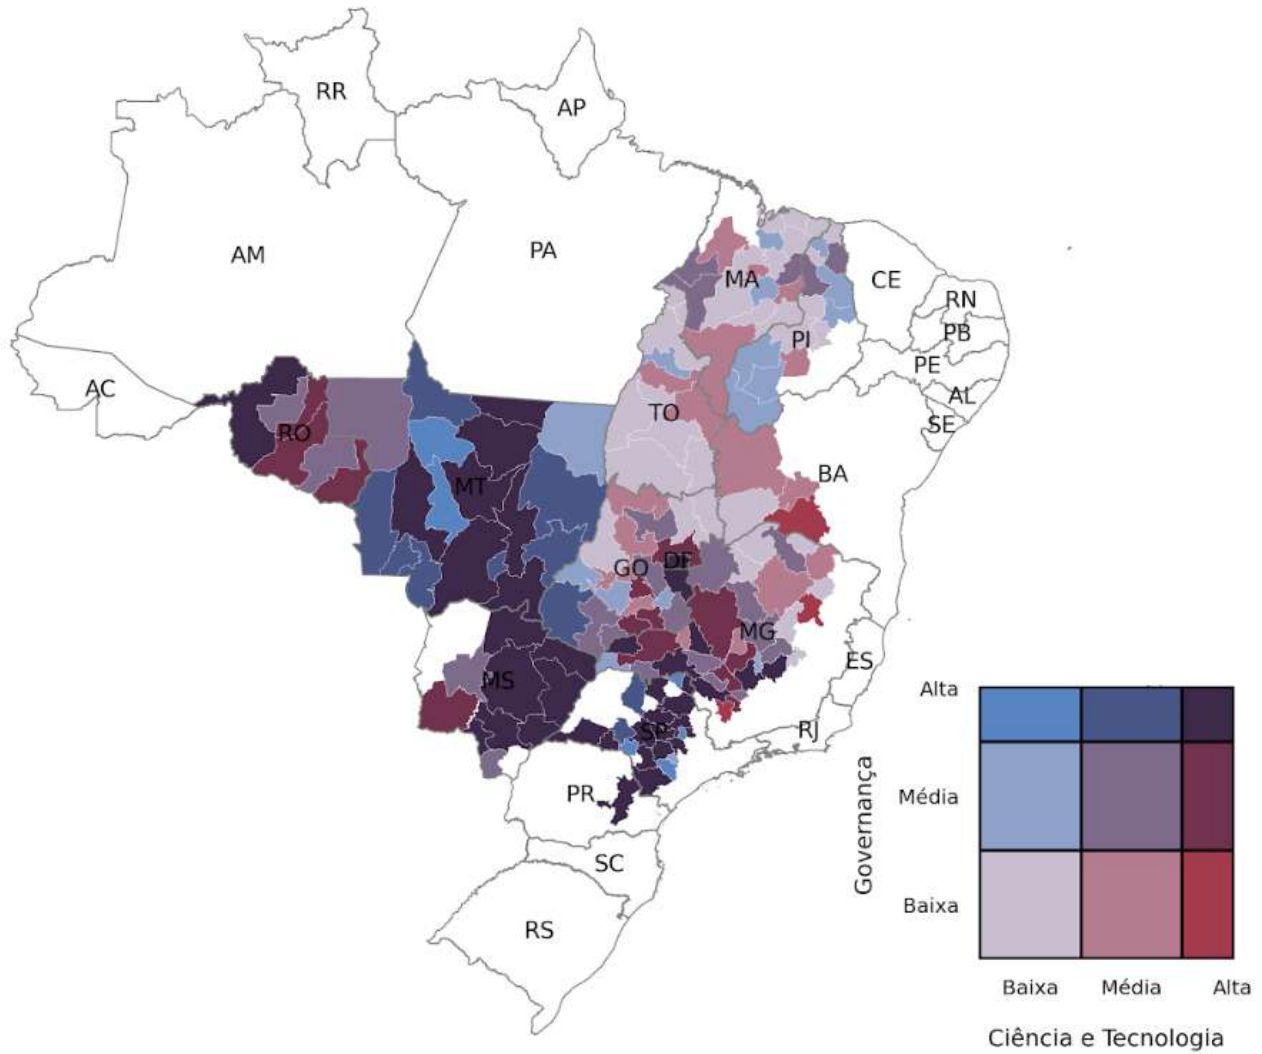 RR
AP
AM
PA
MA
CE
RN
PB
PI
PE
AC
AL
TO
SE
RO
BA
MT
GO
DF
MG
ES
MS
RJ
SP
PR
SC
RS
Alta
Média
Baixa
Governança
Baixa
Média
Alta
Ciência e Tecnologia